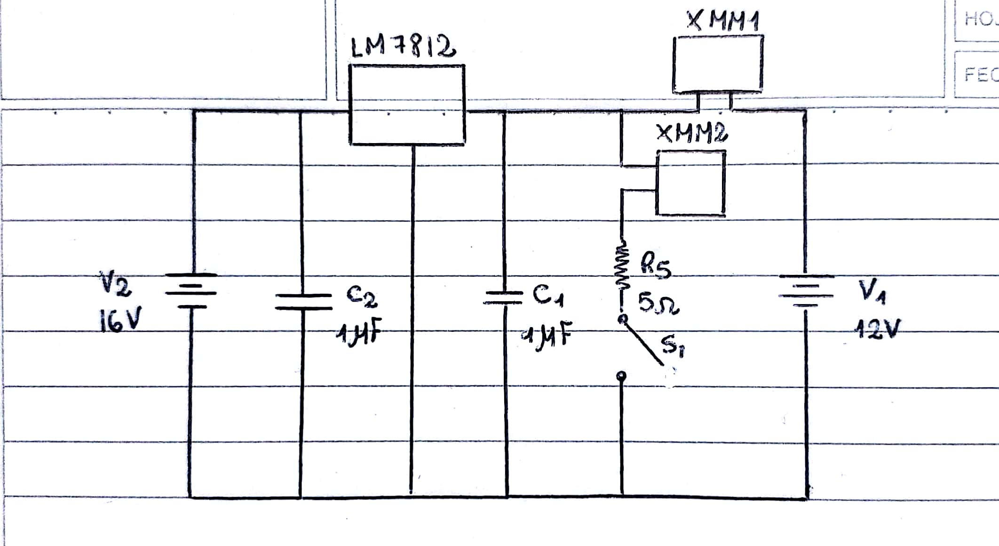 XMM1
HO
LM7812
FEC
XMM2
R5
V2
C2
C1
5Ω
V1
16V
1μF
1μF
S1
12V